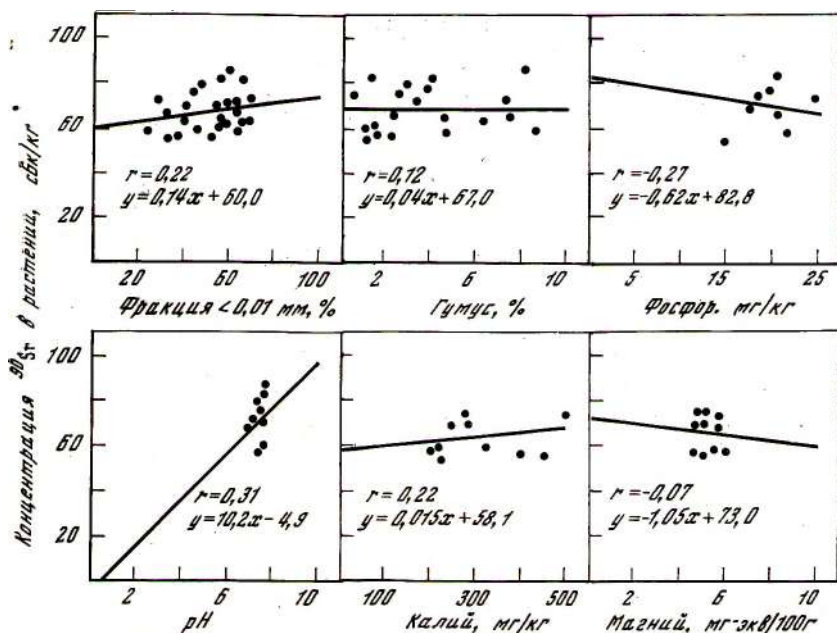 Концентрация ⁹⁰Sr в растении, сбк/кг
100
60
20
r=0,22
y=0,14x+60,0
20 60 100
Фракция <0,01 мм, %
r=0,12
y=0,04x+67,0
2 6 10
Гумус, %
r=-0,27
y=-0,62x+82,8
5 15 25
Фосфор. мг/кг
100
60
20
r=0,31
y=10,2x-4,9
2 6 10
pH
r=0,22
y=0,015x+58,1
100 300 500
Калий, мг/кг
r=-0,07
y=-1,05x+73,0
2 6 10
Магний, мг-экв/100г